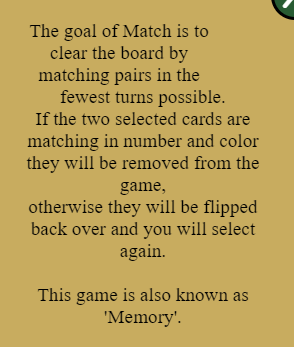 The goal of Match is to
clear the board by
matching pairs in the
fewest turns possible.
If the two selected cards are
matching in number and color
they will be removed from the
game,
otherwise they will be flipped
back over and you will select
again.
This game is also known as
'Memory'.